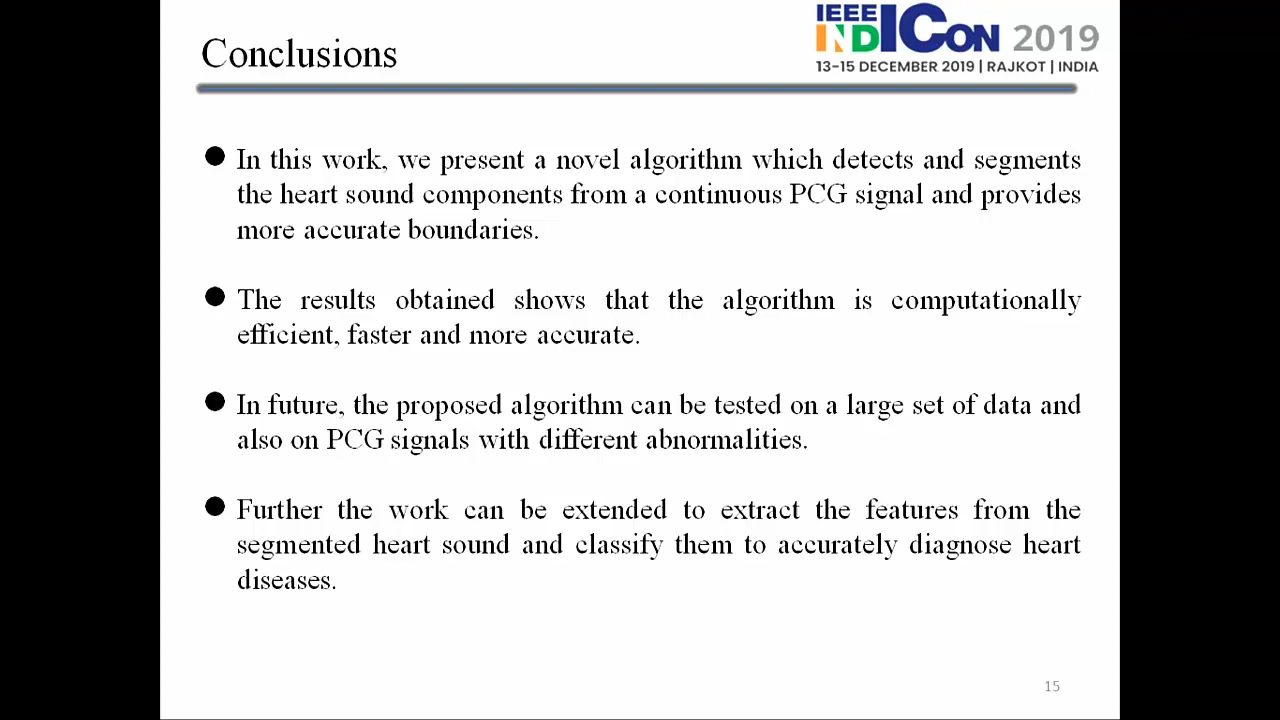 Conclusions
IEEE
INDICON 2019
13-15 DECEMBER 2019 | RAJKOT | INDIA
● In this work, we present a novel algorithm which detects and segments
the heart sound components from a continuous PCG signal and provides
more accurate boundaries.
● The results obtained shows that the algorithm is computationally
efficient, faster and more accurate.
● In future, the proposed algorithm can be tested on a large set of data and
also on PCG signals with different abnormalities.
● Further the work can be extended to extract the features from the
segmented heart sound and classify them to accurately diagnose heart
diseases.
15